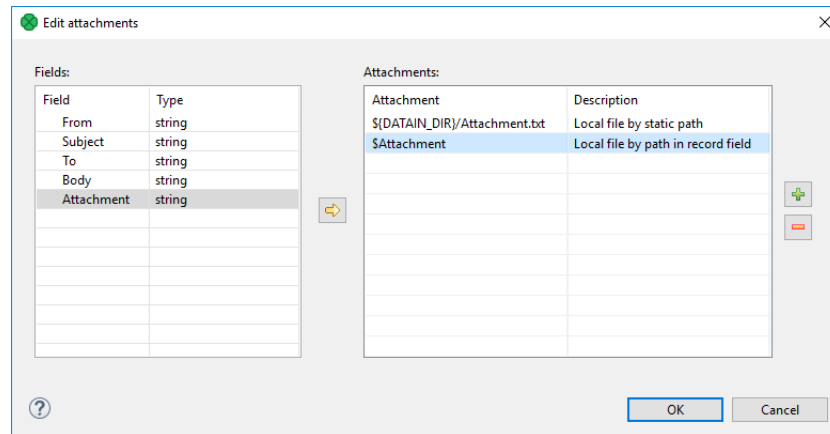 Edit attachments
Fields:
Attachments:
Field Type
From string
Subject string
To string
Body string
Attachment string
Attachment Description
${DATAIN_DIR}/Attachment.txt Local file by static path
$Attachment Local file by path in record field
?
OK Cancel